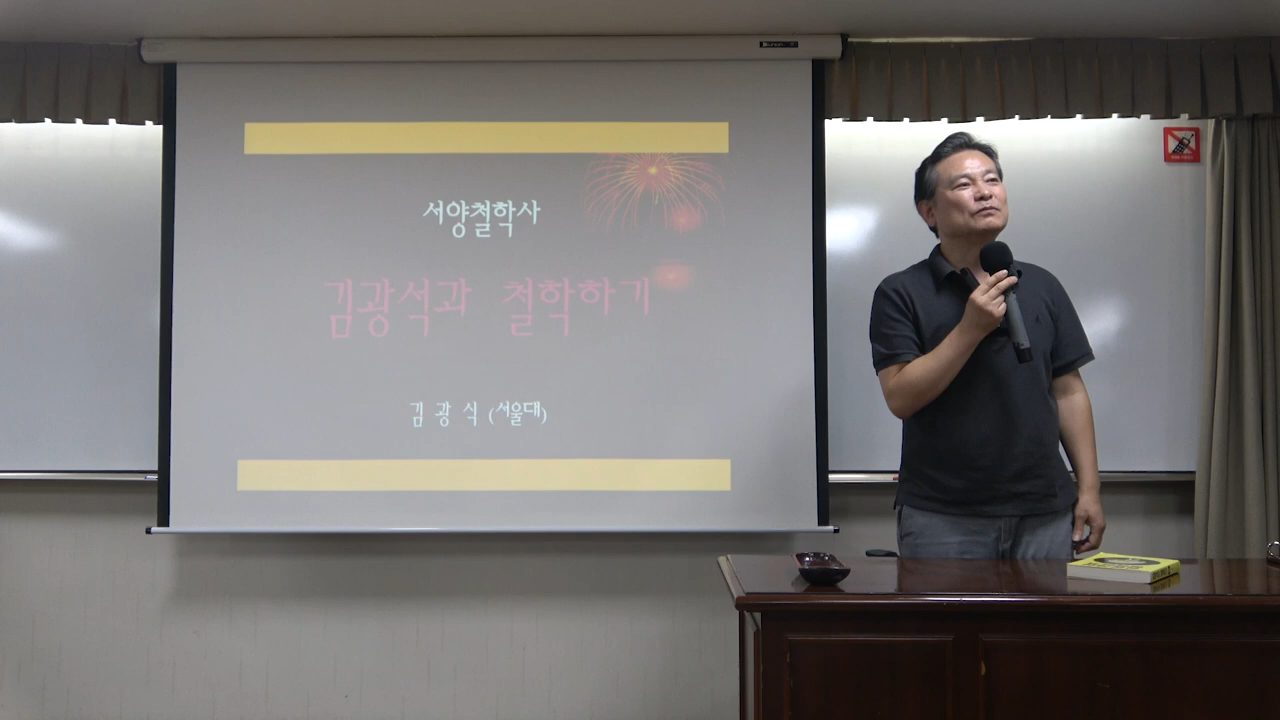 서양철학사
김광석과 철학하기
김 광 식 (서울대)